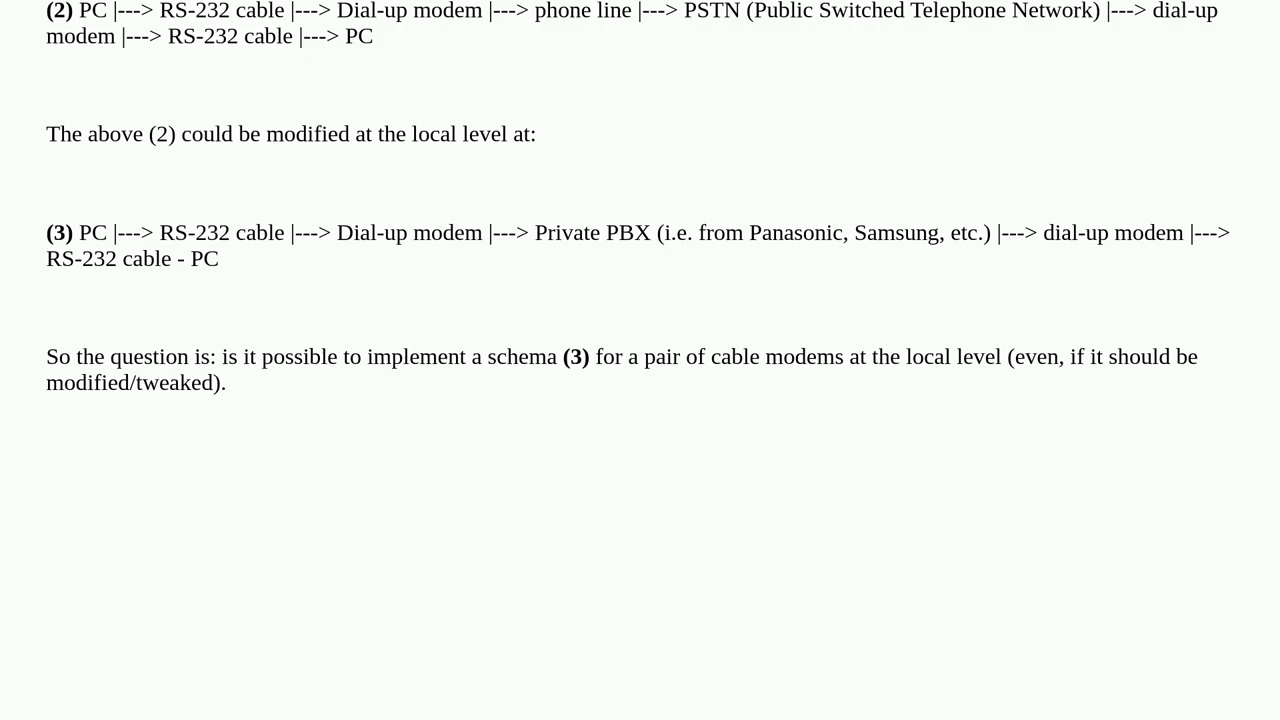 (2) PC |---> RS-232 cable |---> Dial-up modem |---> phone line |---> PSTN (Public Switched Telephone Network) |---> dial-up
modem |---> RS-232 cable |---> PC
The above (2) could be modified at the local level at:
(3) PC |---> RS-232 cable |---> Dial-up modem |---> Private PBX (i.e. from Panasonic, Samsung, etc.) |---> dial-up modem |--->
RS-232 cable - PC
So the question is: is it possible to implement a schema (3) for a pair of cable modems at the local level (even, if it should be
modified/tweaked).